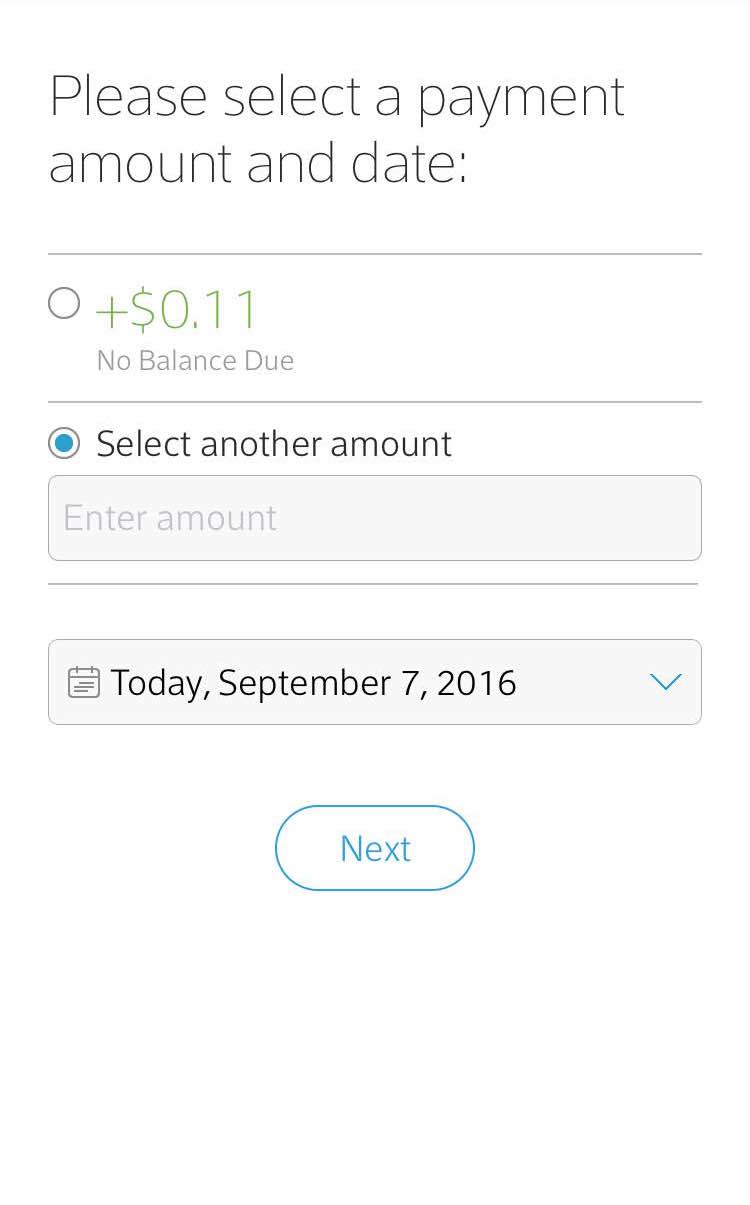 Please select a payment
amount and date:
+$0.11
No Balance Due
Select another amount
Enter amount
Today, September 7, 2016
Next